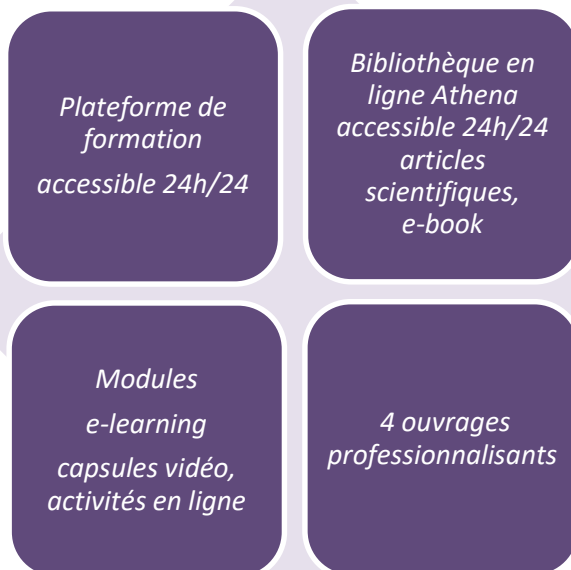 Plateforme de
formation
accessible 24h/24
Bibliothèque en
ligne Athena
accessible 24h/24
articles
scientifiques,
e-book
Modules
e-learning
capsules vidéo,
activités en ligne
4 ouvrages
professionnalisants